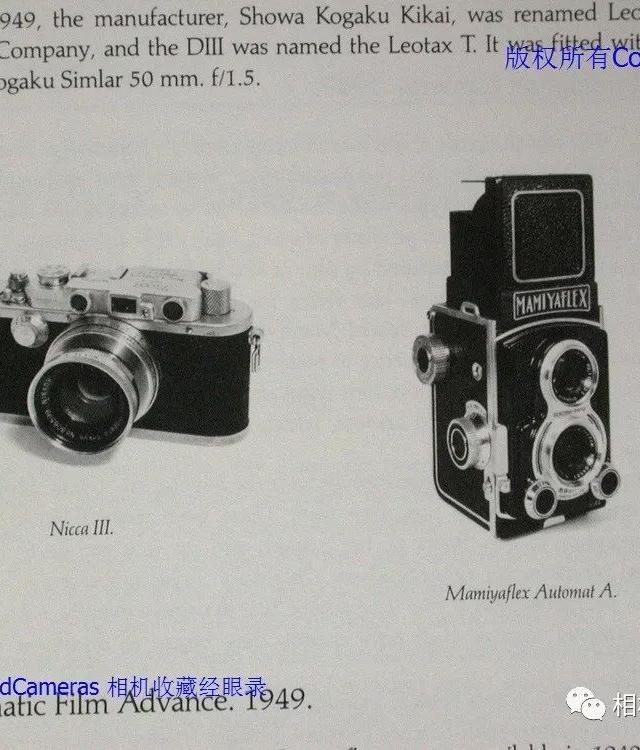 949, the manufacturer, Showa Kogaku Kikai, was renamed Leo
Company, and the DIII was named the Leotax T. It was fitted wit
版权所有Co
ogaku Simlar 50 mm. f/1.5.
MAMIYAFLEX
Nicca III.
Mamiyaflex Automat A.
dCameras 相机收藏经眼录
matic Film Advance. 1949.
相